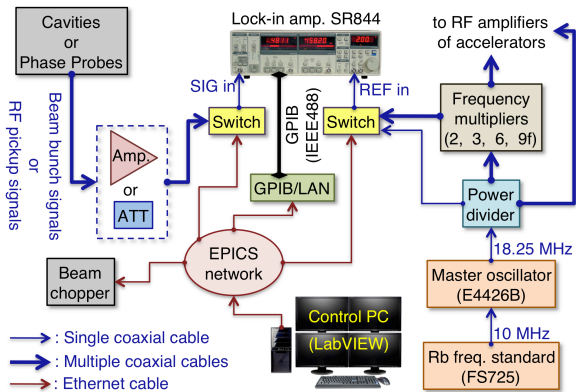 Cavities
or
Phase Probes
Lock-in amp. SR844
to RF amplifiers
of accelerators
SIG in
REF in
Switch
GPIB
(IEEE488)
Switch
Frequency
multipliers
(2, 3, 6, 9f)
Beam bunch signals
or
RF pickup signals
Amp.
or
ATT
GPIB/LAN
Power
divider
18.25 MHz
EPICS
network
Beam
chopper
Master oscillator
(E4426B)
10 MHz
Control PC
(LabVIEW)
Rb freq. standard
(FS725)
: Single coaxial cable
: Multiple coaxial cables
: Ethernet cable